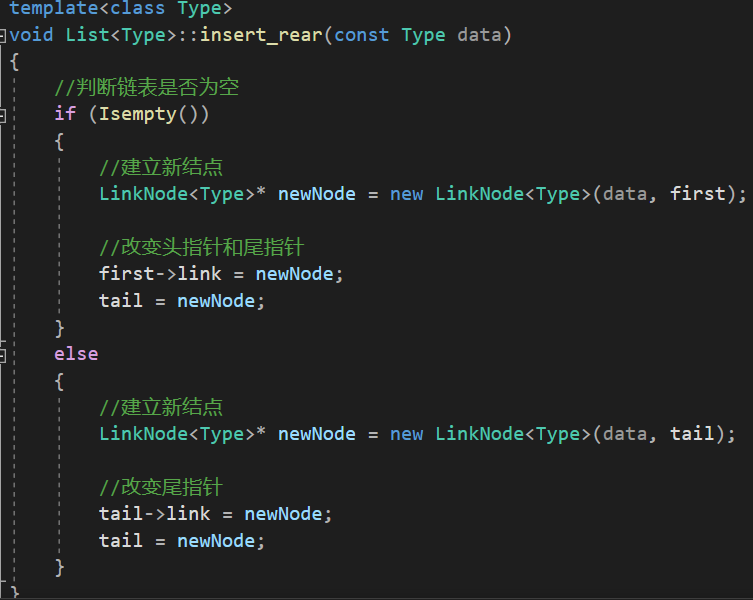 template<class Type>
void List<Type>::insert_rear(const Type data)
{
//判断链表是否为空
if (Isempty())
{
//建立新结点
LinkNode<Type>* newNode = new LinkNode<Type>(data, first);
//改变头指针和尾指针
first->link = newNode;
tail = newNode;
}
else
{
//建立新结点
LinkNode<Type>* newNode = new LinkNode<Type>(data, tail);
//改变尾指针
tail->link = newNode;
tail = newNode;
}
}